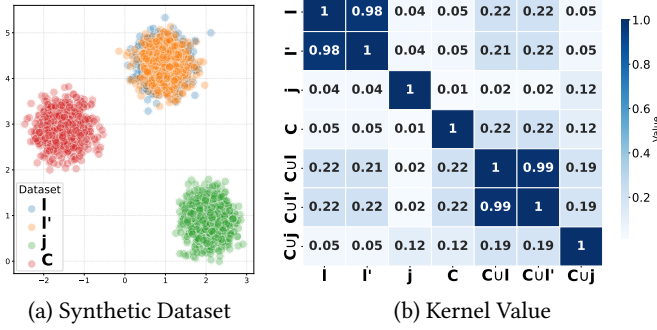 5
4
3
2
1
0
−2 −1 0 1 2 3
Dataset
I
I'
j
C
(a) Synthetic Dataset
I 1 0.98 0.04 0.05 0.22 0.22 0.05
I' 0.98 1 0.04 0.05 0.21 0.22 0.05
j 0.04 0.04 1 0.01 0.02 0.02 0.12
C 0.05 0.05 0.01 1 0.22 0.22 0.12
C∪I 0.22 0.21 0.02 0.22 1 0.99 0.19
C∪I' 0.22 0.22 0.02 0.22 0.99 1 0.19
C∪j 0.05 0.05 0.12 0.12 0.19 0.19 1
I I' j C C∪I C∪I' C∪j
1.0
0.8
0.6
0.4
0.2
Value
(b) Kernel Value